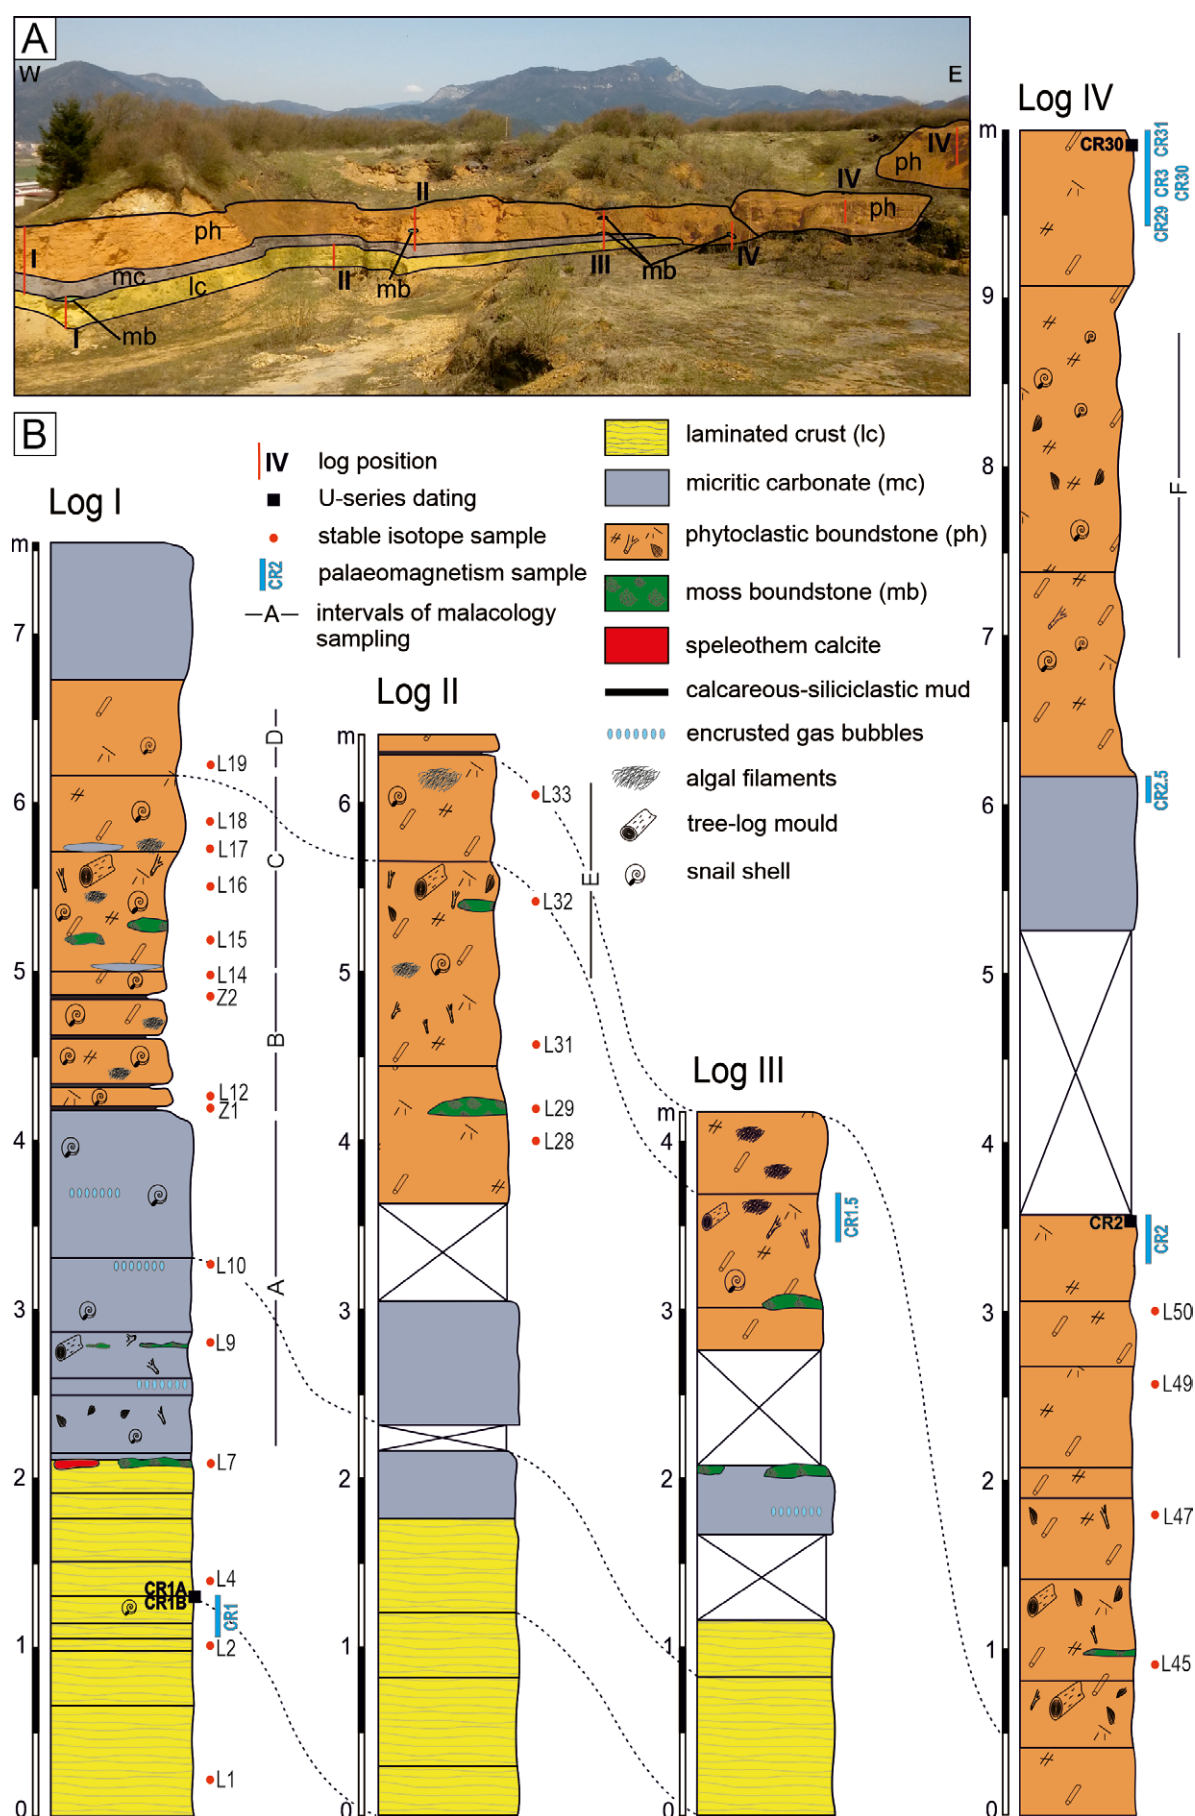 A
W
E
I
II
III
IV
IV
IV
ph
ph
ph
mc
lc
I
II
mb
mb
mb
B
IV log position
U-series dating
stable isotope sample
CR2 palaeomagnetism sample
—A— intervals of malacology
sampling
laminated crust (lc)
micritic carbonate (mc)
phytoclastic boundstone (ph)
moss boundstone (mb)
speleothem calcite
calcareous-siliciclastic mud
encrusted gas bubbles
algal filaments
tree-log mould
snail shell
Log I
m
7
6
5
4
3
2
1
0
L19
L18
L17
L16
L15
L14
Z2
L12
Z1
L10
L9
L7
L4
CR1A
CR1B
CR1
L2
L1
D
C
B
A
Log II
m
6
5
4
3
2
1
0
L33
L32
L31
L29
L28
E
Log III
m
4
3
2
1
0
CR1.5
Log IV
m
9
8
7
6
5
4
3
2
1
0
CR30
CR29 CR3 CR31
CR30
F
CR2.5
CR2
CR2
L50
L49
L47
L45